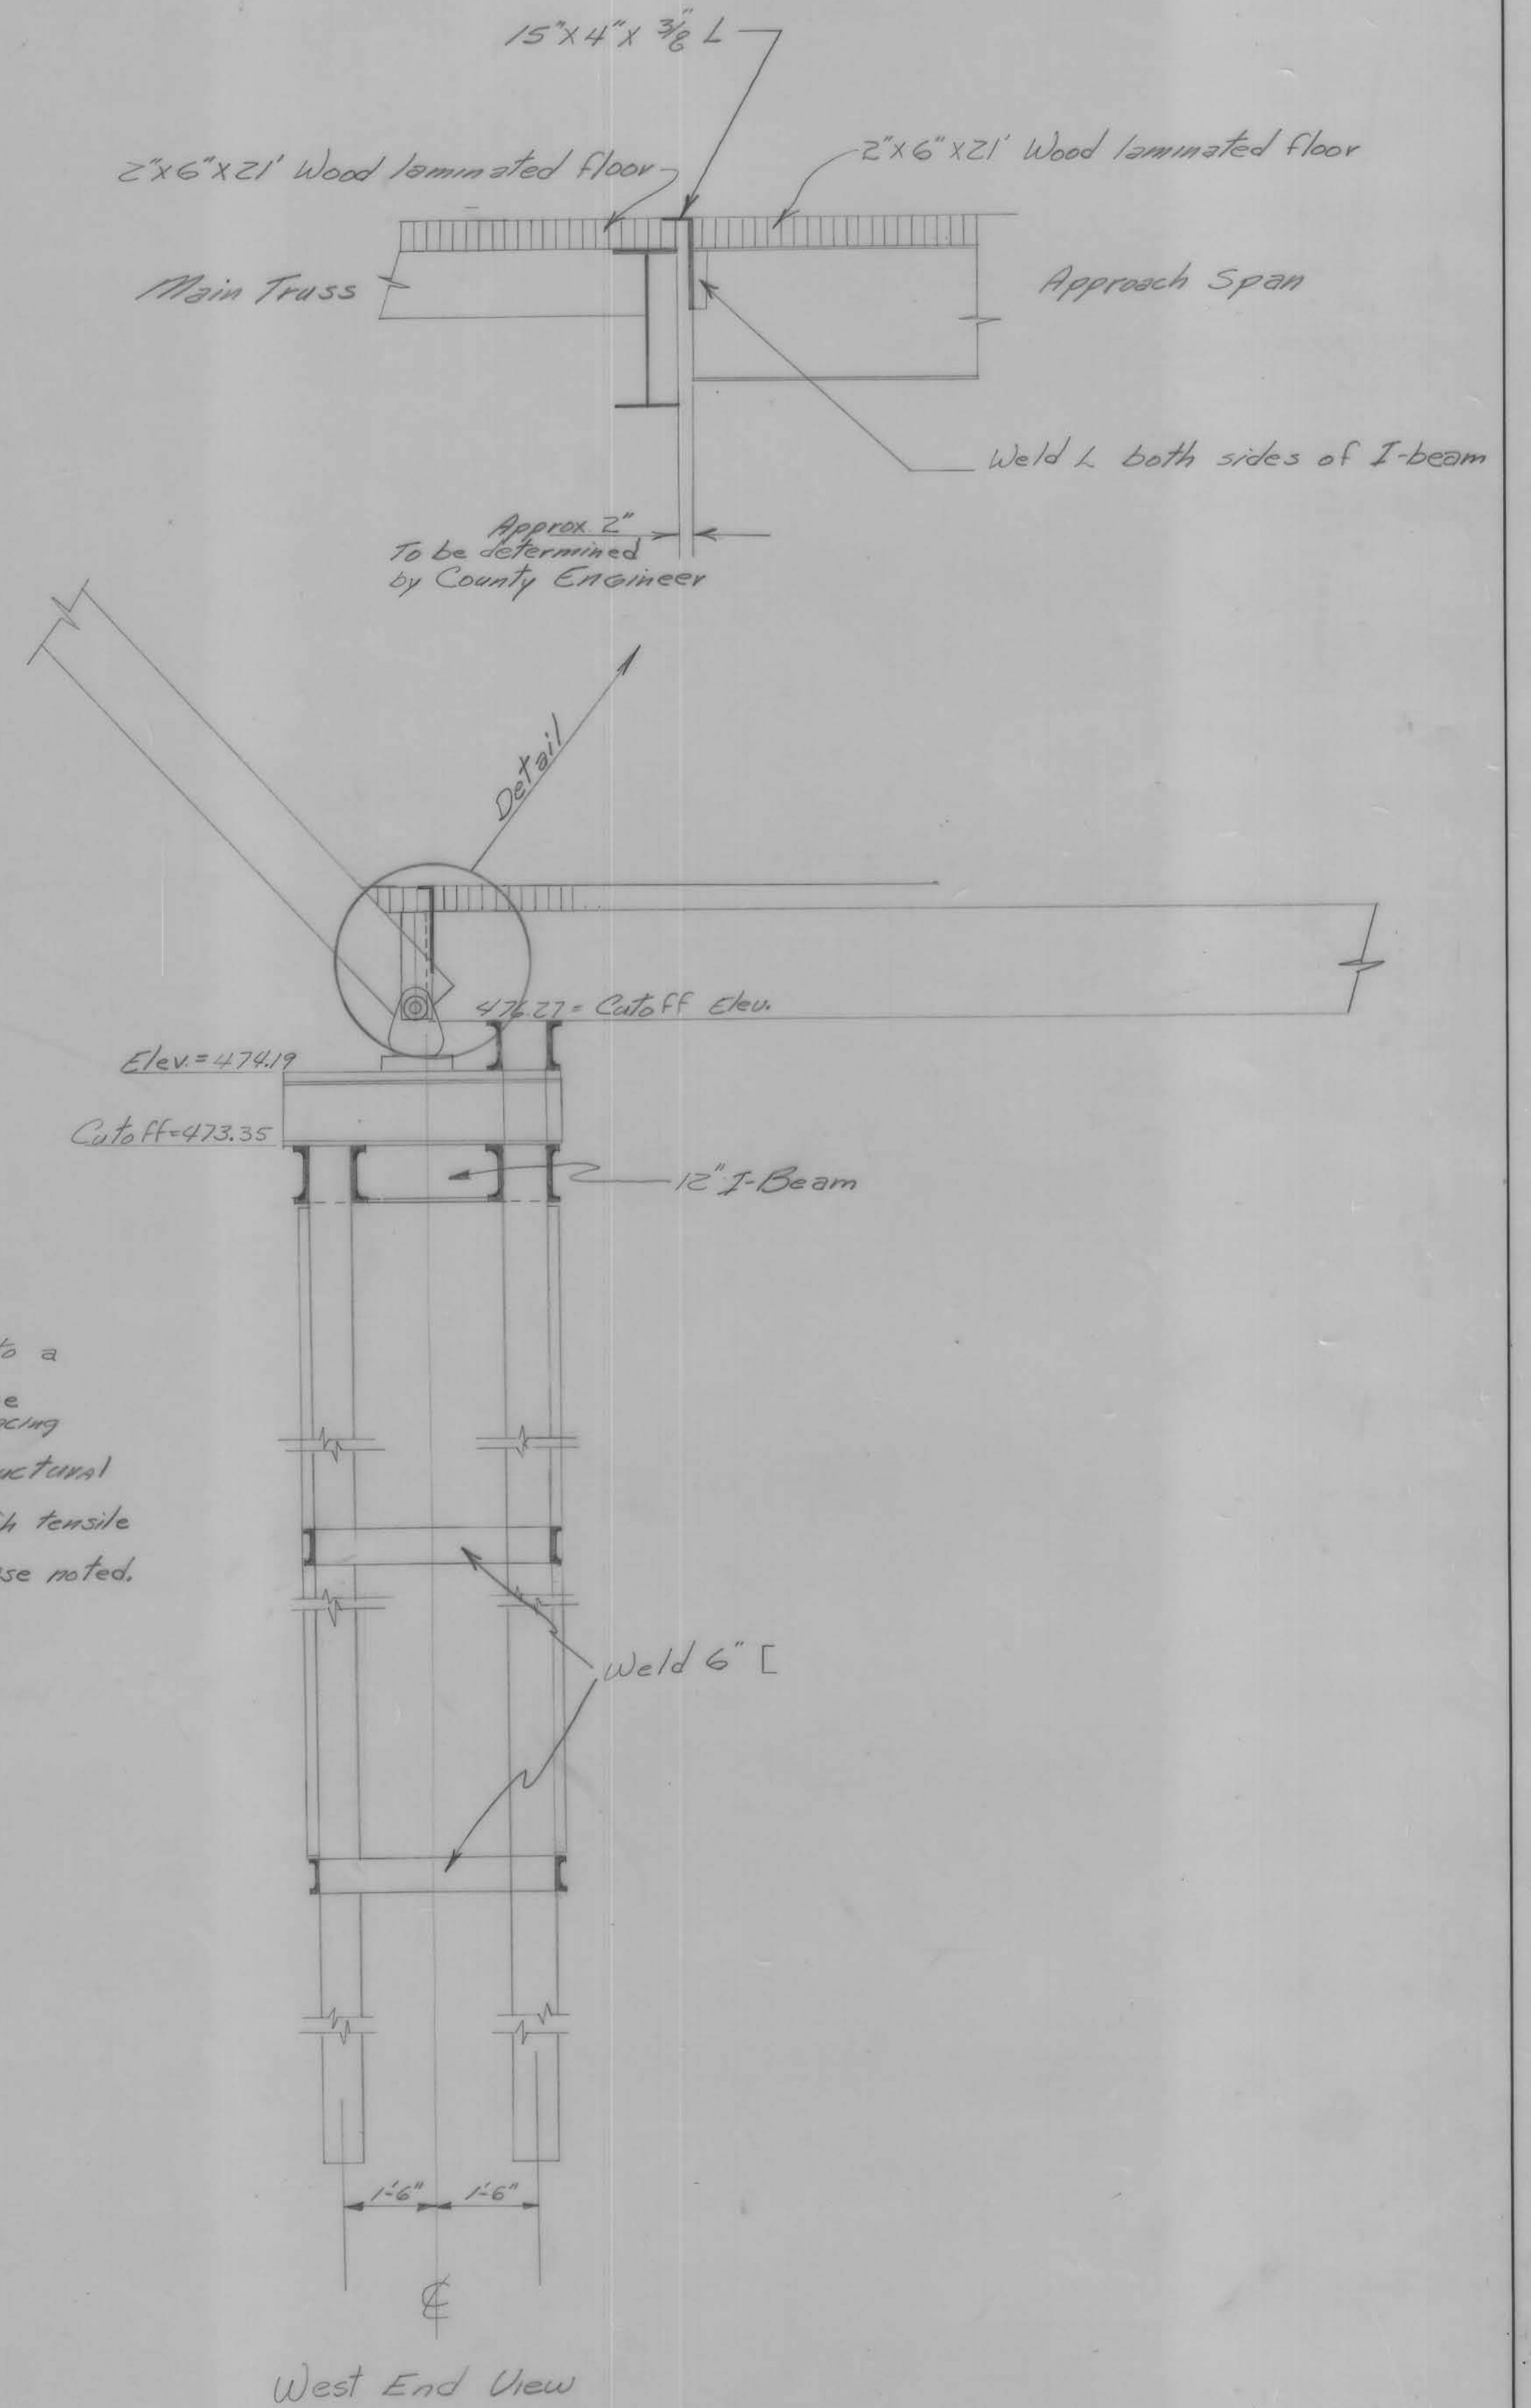 15"X4"X 3/8" L
2"X6"X21' Wood laminated floor
2"X6"X21' Wood laminated floor
Main Truss
Approach Span
Weld L both sides of I-beam
Approx. 2"
To be determined
by County Engineer
Detail
476.27= Cutoff Elev.
Elev.=474.19
Cutoff=473.35
12" I-Beam
to a
e
acing
uctural
h tensile
se noted.
Weld 6" [
1'-6" 1'-6"
℄
West End View